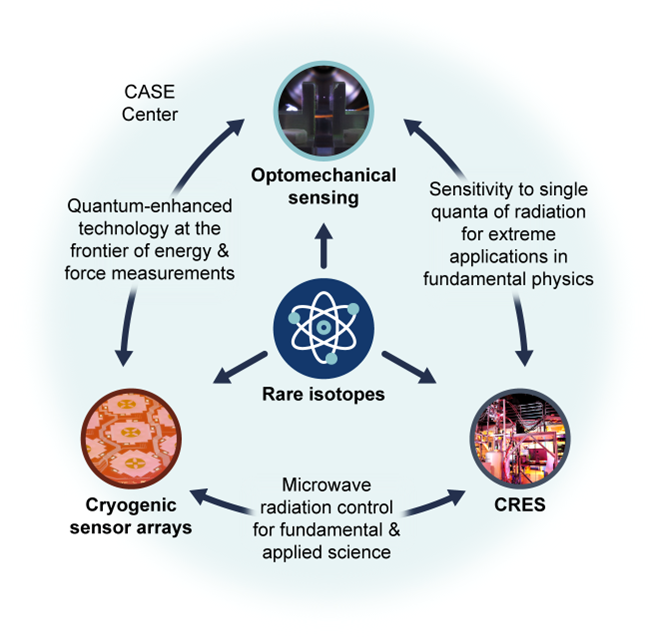 CASE
Center
Optomechanical
sensing
Quantum-enhanced
technology at the
frontier of energy &
force measurements
Sensitivity to single
quanta of radiation
for extreme
applications in
fundamental physics
Rare isotopes
Cryogenic
sensor arrays
Microwave
radiation control
for fundamental &
applied science
CRES